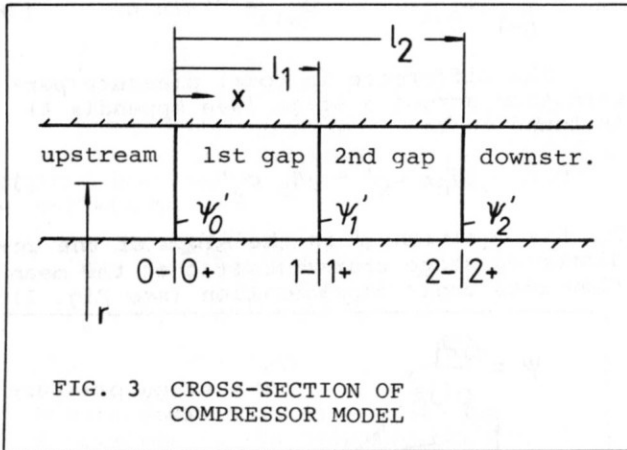 l₂
l₁
x
upstream 1st gap 2nd gap downstr.
ψ₀' ψ₁' ψ₂'
0-|0+ 1-|1+ 2-|2+
r
FIG. 3 CROSS-SECTION OF
COMPRESSOR MODEL